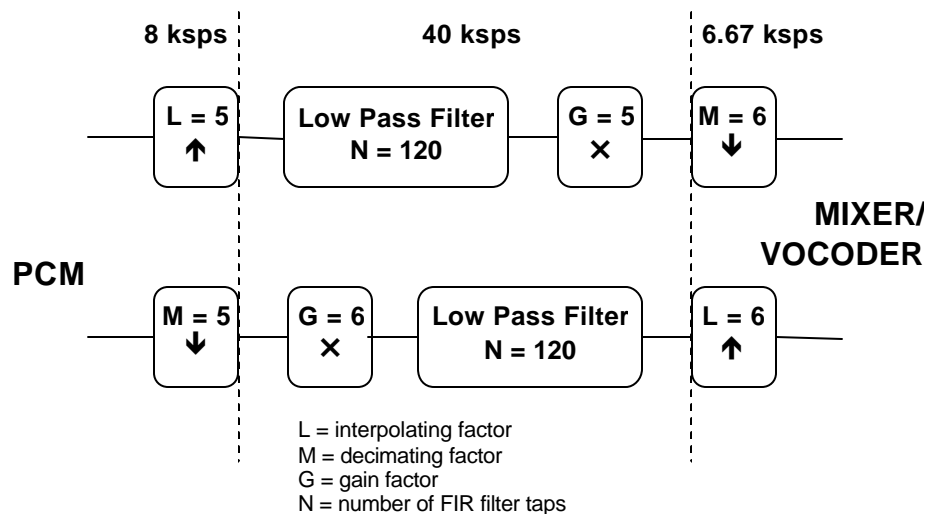 8 ksps
40 ksps
6.67 ksps
L = 5
↑
Low Pass Filter
N = 120
G = 5
×
M = 6
↓
MIXER/
VOCODER
PCM
M = 5
↓
G = 6
×
Low Pass Filter
N = 120
L = 6
↑
L = interpolating factor
M = decimating factor
G = gain factor
N = number of FIR filter taps